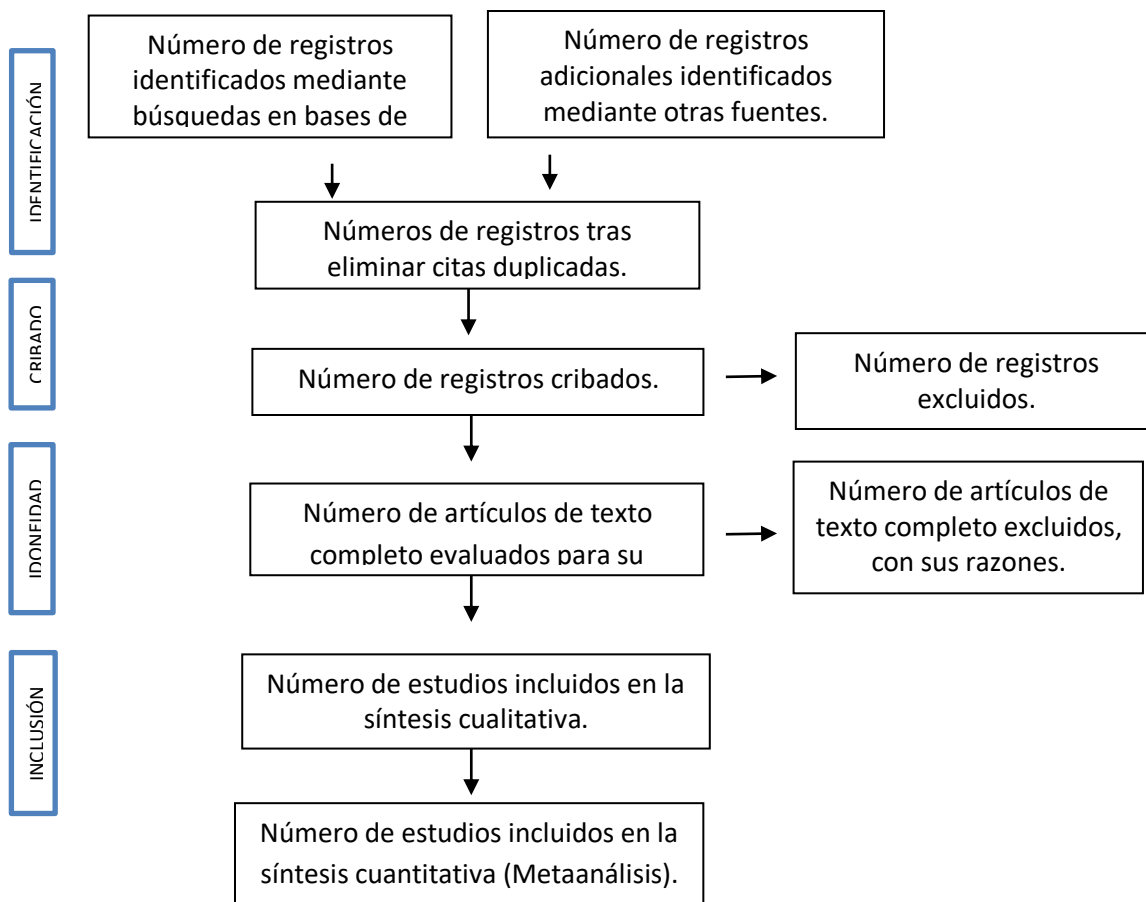 Número de registros
identificados mediante
búsquedas en bases de
Número de registros
adicionales identificados
mediante otras fuentes.
IDENTIFICACIÓN
Números de registros tras
eliminar citas duplicadas.
CRIBADO
Número de registros cribados.
Número de registros
excluidos.
IDONEIDAD
Número de artículos de texto
completo evaluados para su
Número de artículos de
texto completo excluidos,
con sus razones.
INCLUSIÓN
Número de estudios incluidos en la
síntesis cualitativa.
Número de estudios incluidos en la
síntesis cuantitativa (Metaanálisis).